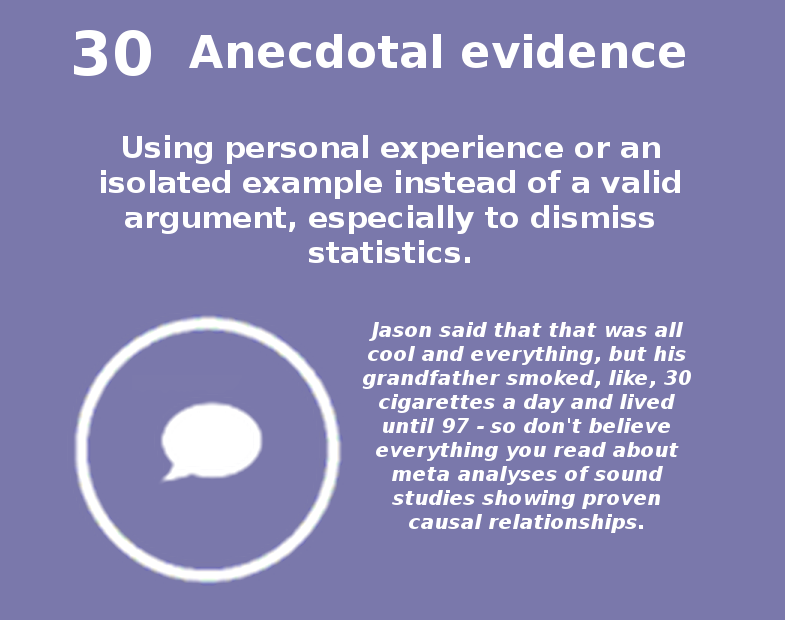 30 Anecdotal evidence
Using personal experience or an
isolated example instead of a valid
argument, especially to dismiss
statistics.
Jason said that that was all
cool and everything, but his
grandfather smoked, like, 30
cigarettes a day and lived
until 97 - so don't believe
everything you read about
meta analyses of sound
studies showing proven
causal relationships.